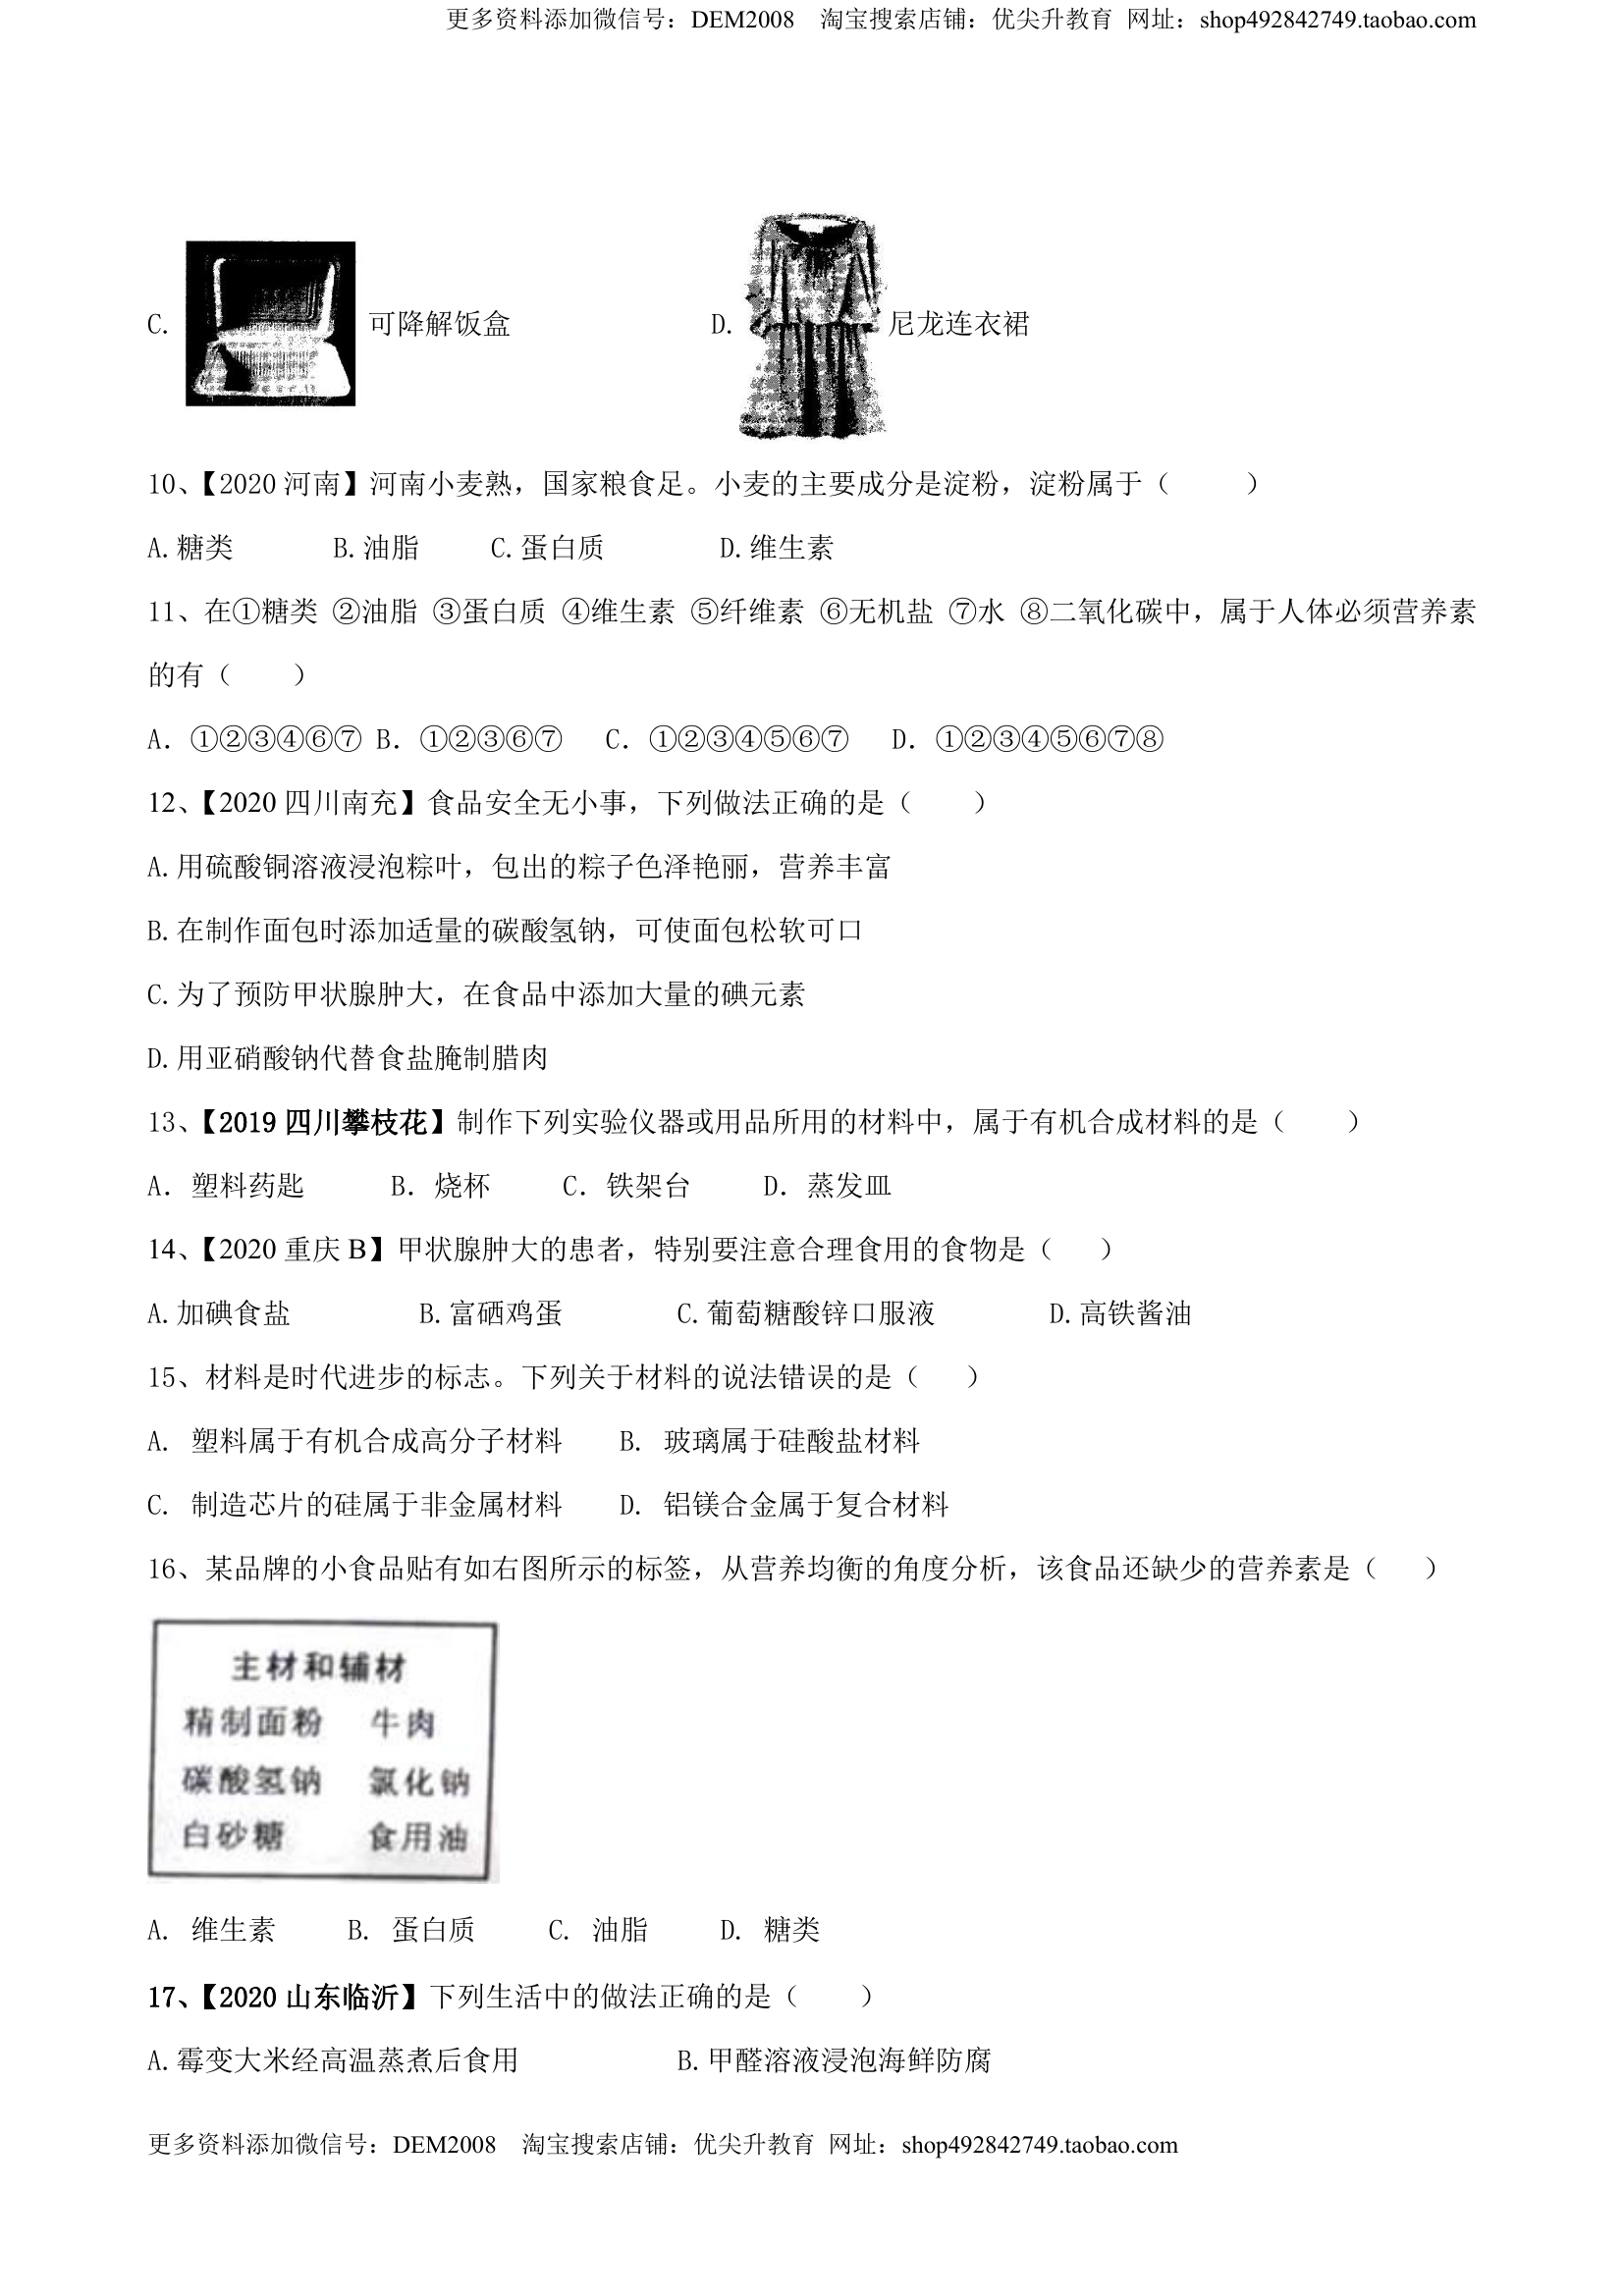 更多资料添加微信号：DEM2008 淘宝搜索店铺：优尖升教育 网址：shop492842749.taobao.com
C. 可降解饭盒 D. 尼龙连衣裙
10、【2020 河南】河南小麦熟，国家粮食足。小麦的主要成分是淀粉，淀粉属于（ ）
A.糖类 B.油脂 C.蛋白质 D.维生素
11、在①糖类 ②油脂 ③蛋白质 ④维生素 ⑤纤维素 ⑥无机盐 ⑦水 ⑧二氧化碳中，属于人体必须营养素
的有（ ）
A．①②③④⑥⑦ B．①②③⑥⑦ C．①②③④⑤⑥⑦ D．①②③④⑤⑥⑦⑧
12、【2020 四川南充】食品安全无小事，下列做法正确的是（ ）
A.用硫酸铜溶液浸泡粽叶，包出的粽子色泽艳丽，营养丰富
B.在制作面包时添加适量的碳酸氢钠，可使面包松软可口
C.为了预防甲状腺肿大，在食品中添加大量的碘元素
D.用亚硝酸钠代替食盐腌制腊肉
13、【2019 四川攀枝花】制作下列实验仪器或用品所用的材料中，属于有机合成材料的是（ ）
A．塑料药匙 B．烧杯 C．铁架台 D．蒸发皿
14、【2020 重庆 B】甲状腺肿大的患者，特别要注意合理食用的食物是（ ）
A.加碘食盐 B.富硒鸡蛋 C.葡萄糖酸锌口服液 D.高铁酱油
15、材料是时代进步的标志。下列关于材料的说法错误的是（ ）
A. 塑料属于有机合成高分子材料 B. 玻璃属于硅酸盐材料
C. 制造芯片的硅属于非金属材料 D. 铝镁合金属于复合材料
16、某品牌的小食品贴有如右图所示的标签，从营养均衡的角度分析，该食品还缺少的营养素是（ ）
主材和辅材
精制面粉 牛肉
碳酸氢钠 氯化钠
白砂糖 食用油
A. 维生素 B. 蛋白质 C. 油脂 D. 糖类
17、【2020 山东临沂】下列生活中的做法正确的是（ ）
A.霉变大米经高温蒸煮后食用 B.甲醛溶液浸泡海鲜防腐
更多资料添加微信号：DEM2008 淘宝搜索店铺：优尖升教育 网址：shop492842749.taobao.com